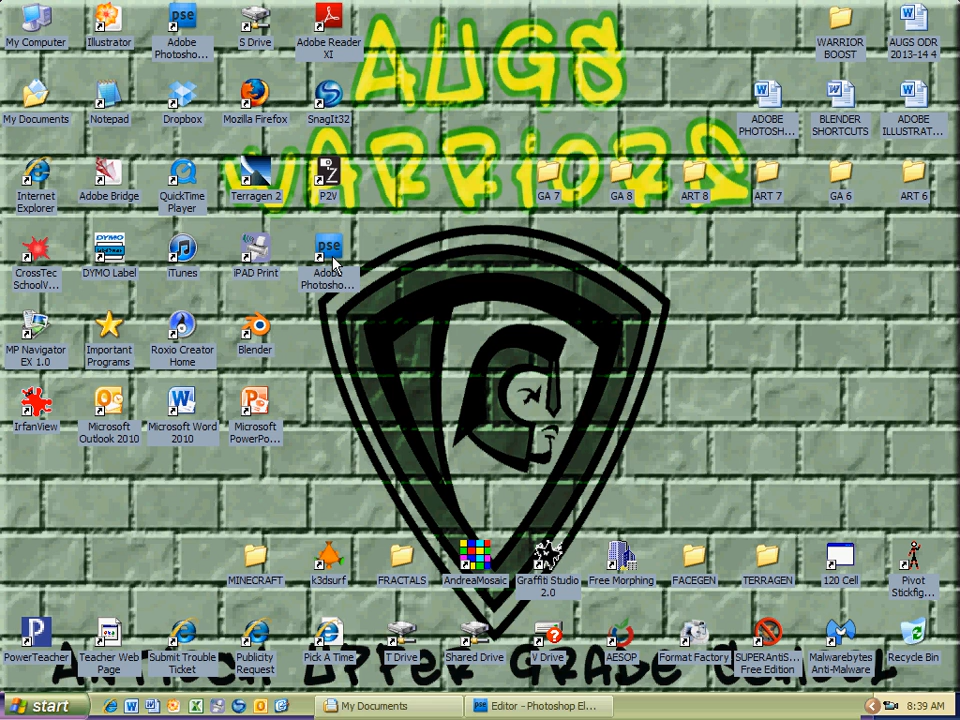 AUGS
WARRIORS
My Computer
Illustrator
Adobe
Photosho...
S Drive
Adobe Reader
XI
WARRIOR
BOOST
AUGS ODR
2013-14 4
My Documents
Notepad
Dropbox
Mozilla Firefox
SnagIt32
ADOBE
PHOTOSH...
BLENDER
SHORTCUTS
ADOBE
ILLUSTRAT...
Internet
Explorer
Adobe Bridge
QuickTime
Player
Terragen 2
P2V
GA 7
GA 8
ART 8
ART 7
GA 6
ART 6
CrossTec
SchoolV...
DYMO Label
iTunes
iPAD Print
Adobe
Photosho...
MP Navigator
EX 1.0
Important
Programs
Roxio Creator
Home
Blender
IrfanView
Microsoft
Outlook 2010
Microsoft Word
2010
Microsoft
PowerPo...
MINECRAFT
k3dsurf
FRACTALS
AndreaMosaic
Graffiti Studio
2.0
Free Morphing
FACEGEN
TERRAGEN
120 Cell
Pivot
Stickfig...
PowerTeacher
Teacher Web
Page
Submit Trouble
Ticket
Publicity
Request
Pick A Time
T Drive
Shared Drive
V Drive
AESOP
Format Factory
SUPERAntiS...
Free Edition
Malwarebytes
Anti-Malware
Recycle Bin
UPPER GRADE SCHOOL
start
My Documents
Editor - Photoshop El...
8:39 AM